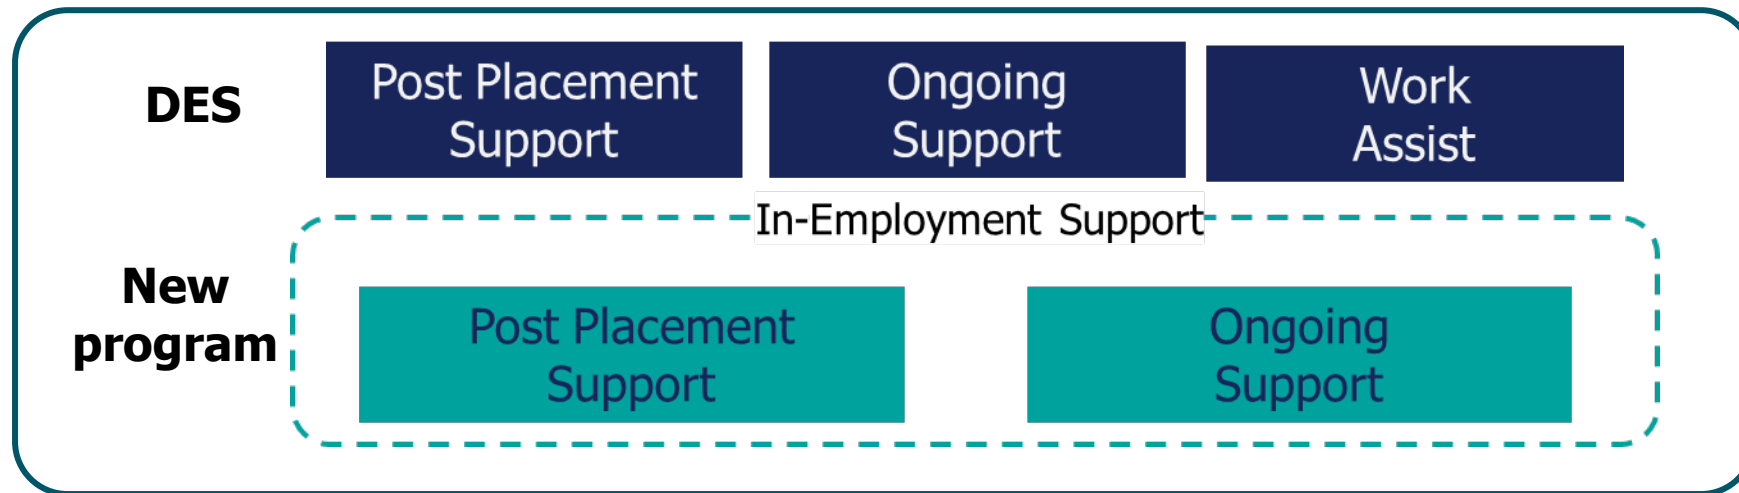 DES
Post Placement
Support
Ongoing
Support
Work
Assist
In-Employment Support
New
program
Post Placement
Support
Ongoing
Support